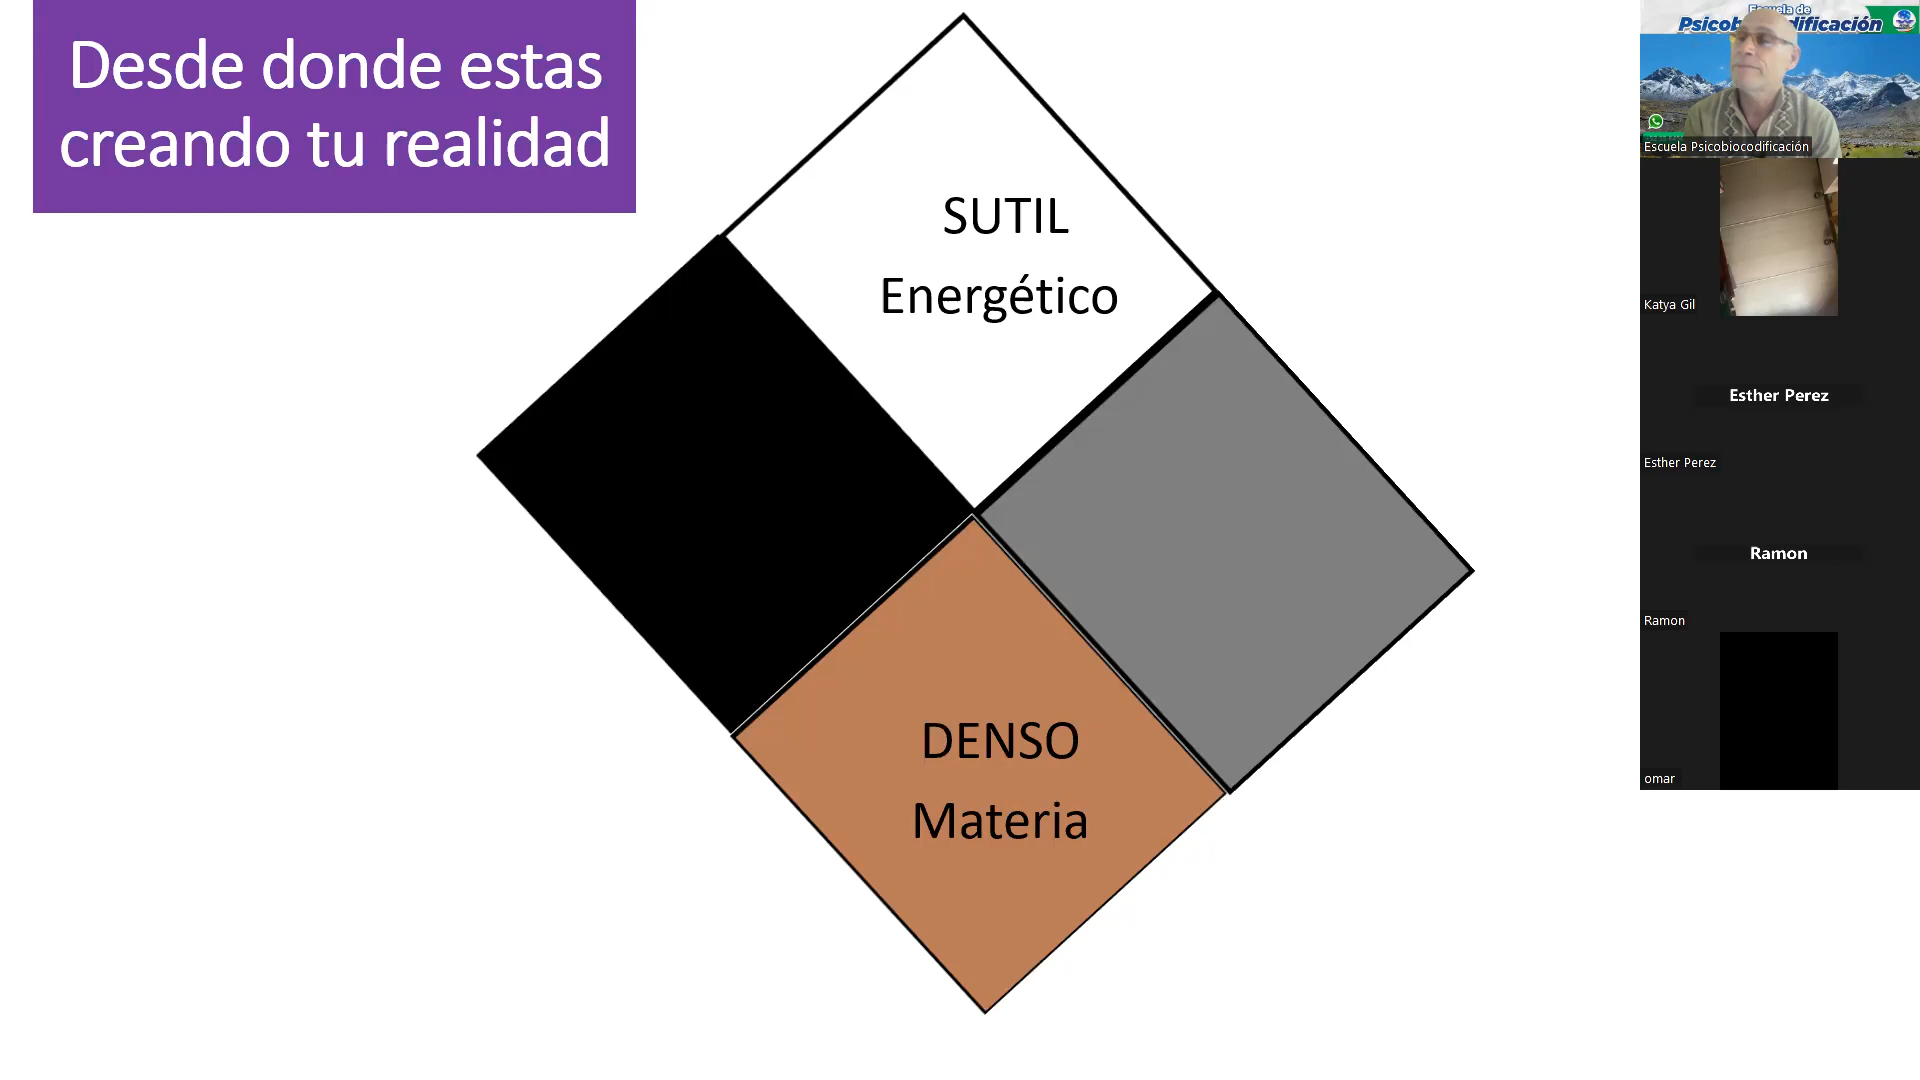 Desde donde estas
creando tu realidad
SUTIL
Energético
DENSO
Materia
Escuela Psicobiocodificación
Katya Gil
Esther Perez
Esther Perez
Ramon
Ramon
omar